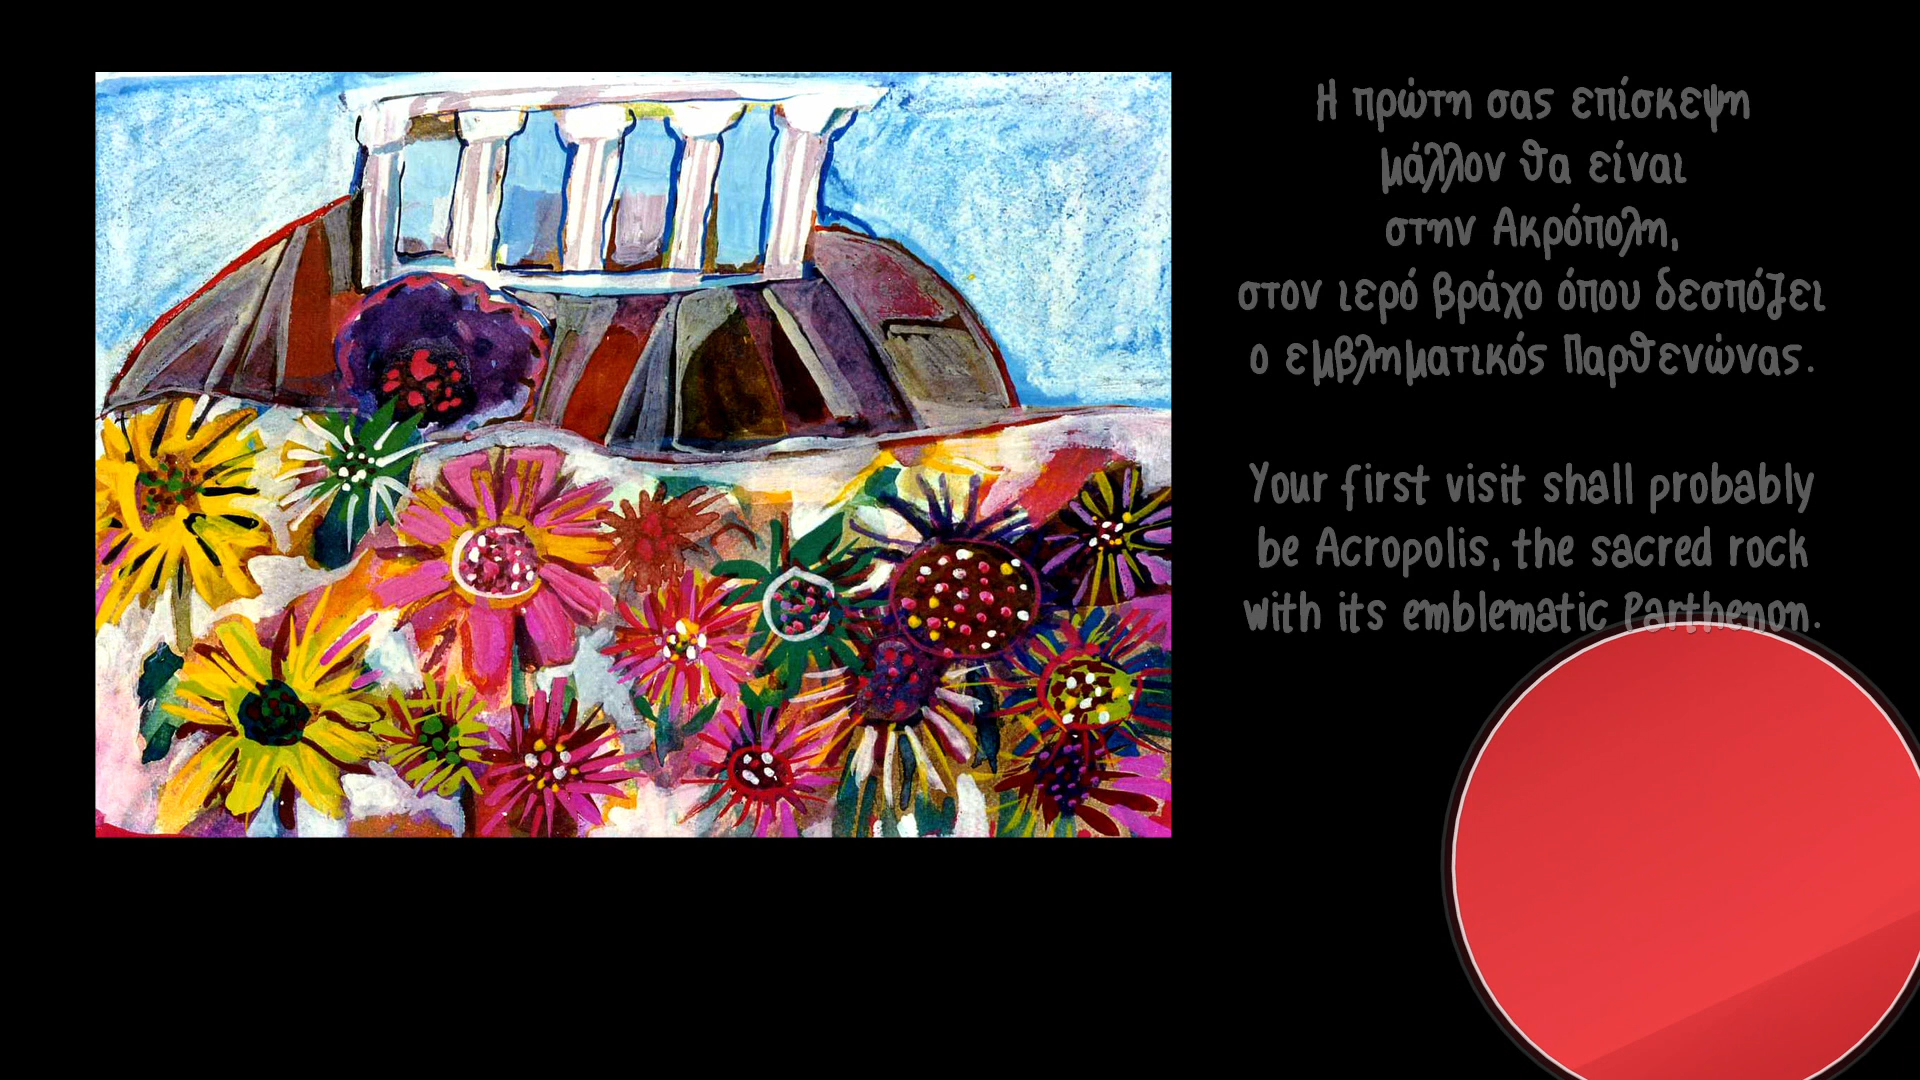 Η πρώτη σας επίσκεψη
μάλλον θα είναι
στην Ακρόπολη,
στον ιερό βράχο όπου δεσπόζει
ο εμβληματικός Παρθενώνας.
Your first visit shall probably
be Acropolis, the sacred rock
with its emblematic Parthenon.